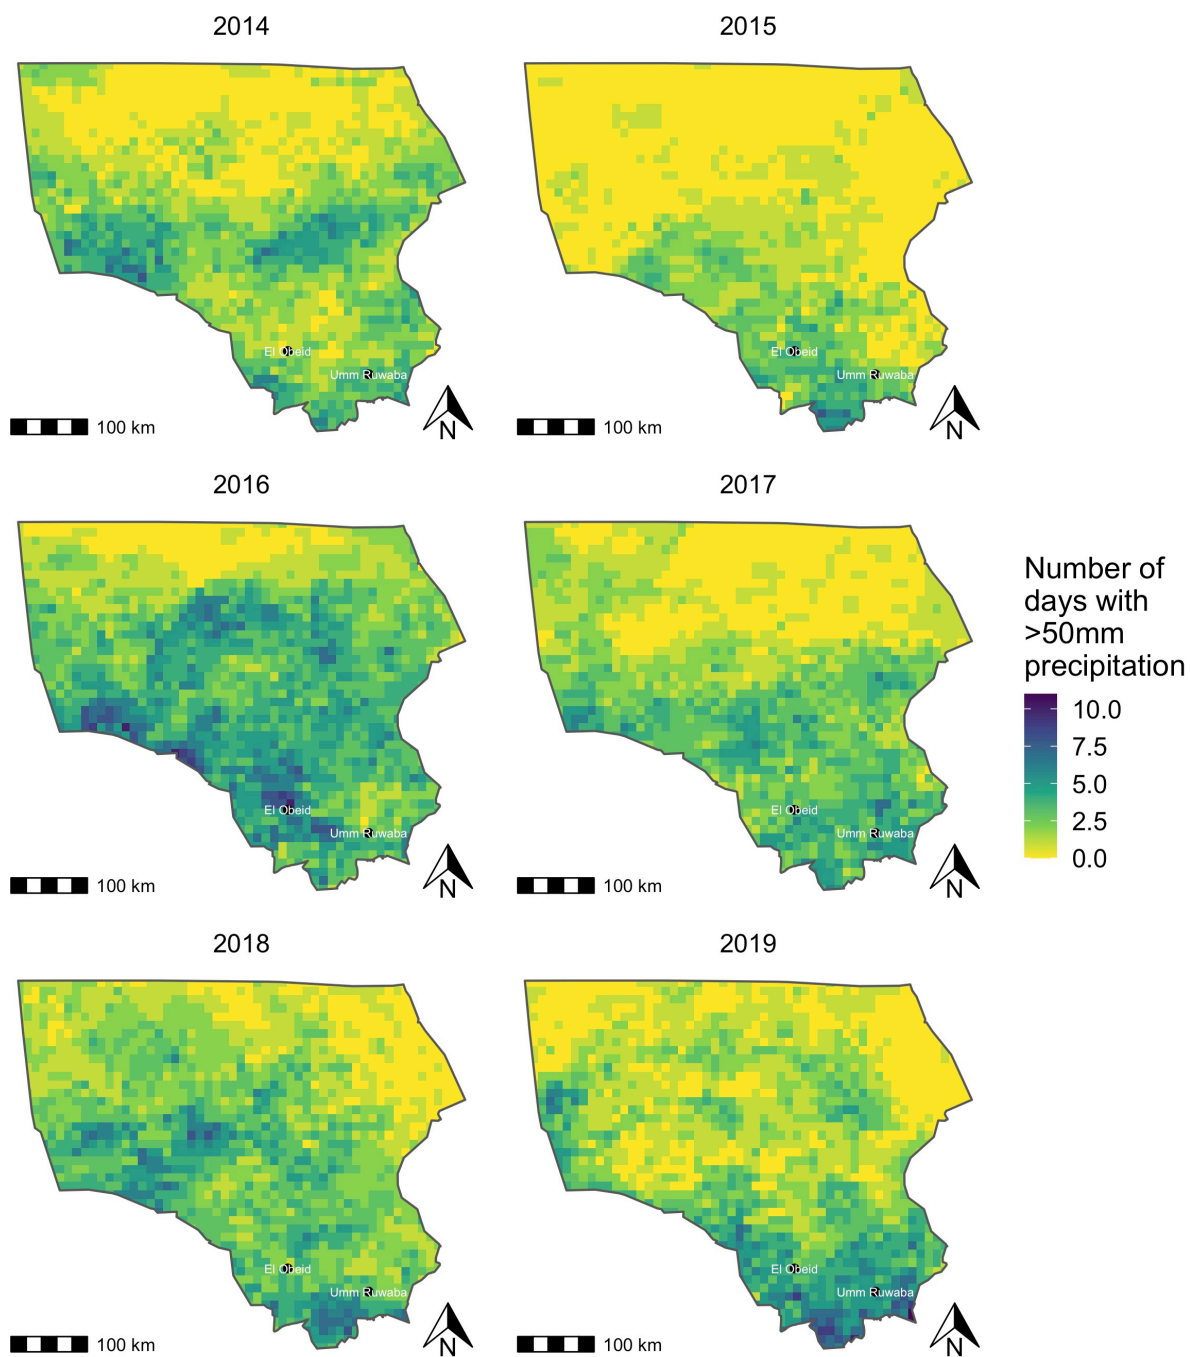 2014
2015
El Obeid
Umm Ruwaba
100 km
N
El Obeid
Umm Ruwaba
100 km
N
2016
2017
El Obeid
Umm Ruwaba
100 km
N
El Obeid
Umm Ruwaba
100 km
N
Number of
days with
>50mm
precipitation
10.0
7.5
5.0
2.5
0.0
2018
2019
El Obeid
Umm Ruwaba
100 km
N
El Obeid
Umm Ruwaba
100 km
N